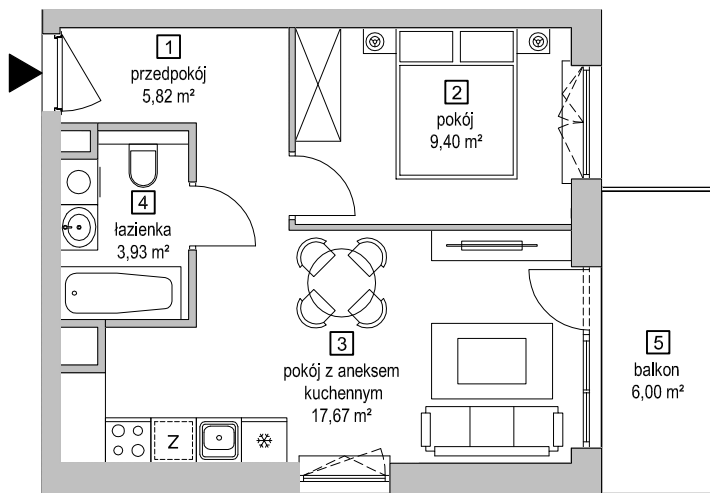 1
przedpokój
5,82 m²
2
pokój
9,40 m²
4
łazienka
3,93 m²
3
pokój z aneksem
kuchennym
17,67 m²
5
balkon
6,00 m²
Z